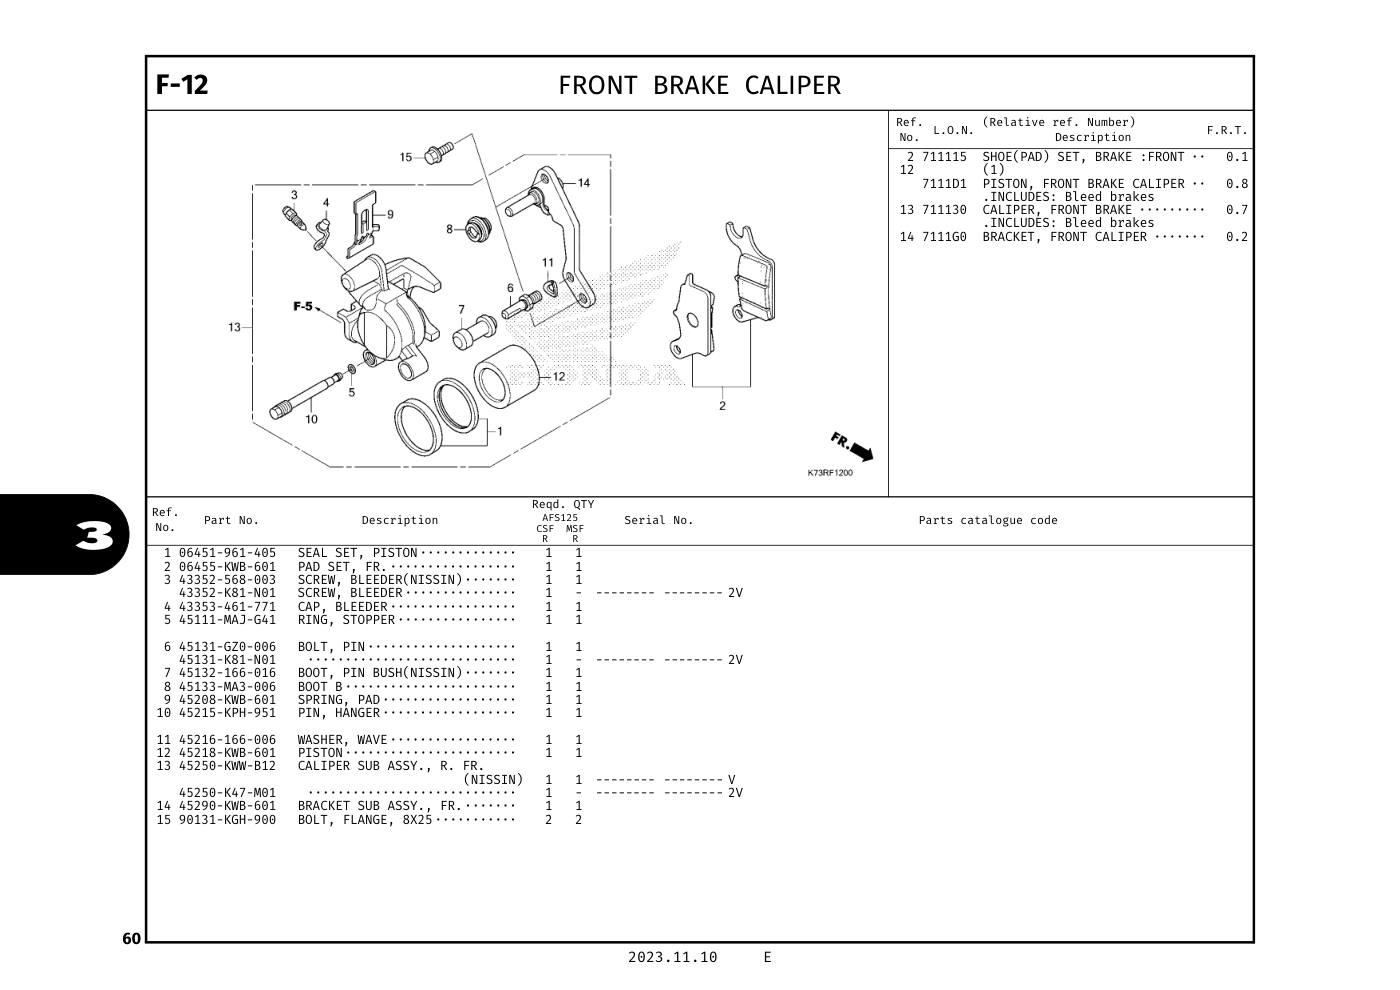 F-12
FRONT BRAKE CALIPER
15
14
3
4
9
8
11
6
F-5
7
13
12
5
10
1
2
HONDA
FR.
K73RF1200
Ref. No. L.O.N. (Relative ref. Number) Description F.R.T.
2 711115 SHOE(PAD) SET, BRAKE :FRONT ·· 0.1
12 (1)
7111D1 PISTON, FRONT BRAKE CALIPER ·· 0.8
.INCLUDES: Bleed brakes
13 711130 CALIPER, FRONT BRAKE ········· 0.7
.INCLUDES: Bleed brakes
14 7111G0 BRACKET, FRONT CALIPER ······· 0.2
3
Ref. No. Part No. Description Reqd. QTY Serial No. Parts catalogue code
AFS125
CSF MSF
R R
1 06451-961-405 SEAL SET, PISTON············· 1 1
2 06455-KWB-601 PAD SET, FR.················· 1 1
3 43352-568-003 SCREW, BLEEDER(NISSIN)······· 1 1
43352-K81-N01 SCREW, BLEEDER··············· 1 - -------- -------- 2V
4 43353-461-771 CAP, BLEEDER················· 1 1
5 45111-MAJ-G41 RING, STOPPER················ 1 1
6 45131-GZ0-006 BOLT, PIN···················· 1 1
45131-K81-N01 ···························· 1 - -------- -------- 2V
7 45132-166-016 BOOT, PIN BUSH(NISSIN)······· 1 1
8 45133-MA3-006 BOOT B······················· 1 1
9 45208-KWB-601 SPRING, PAD·················· 1 1
10 45215-KPH-951 PIN, HANGER·················· 1 1
11 45216-166-006 WASHER, WAVE················· 1 1
12 45218-KWB-601 PISTON······················· 1 1
13 45250-KWW-B12 CALIPER SUB ASSY., R. FR.
(NISSIN) 1 1 -------- -------- V
45250-K47-M01 ···························· 1 - -------- -------- 2V
14 45290-KWB-601 BRACKET SUB ASSY., FR.······· 1 1
15 90131-KGH-900 BOLT, FLANGE, 8X25··········· 2 2
60
2023.11.10 E